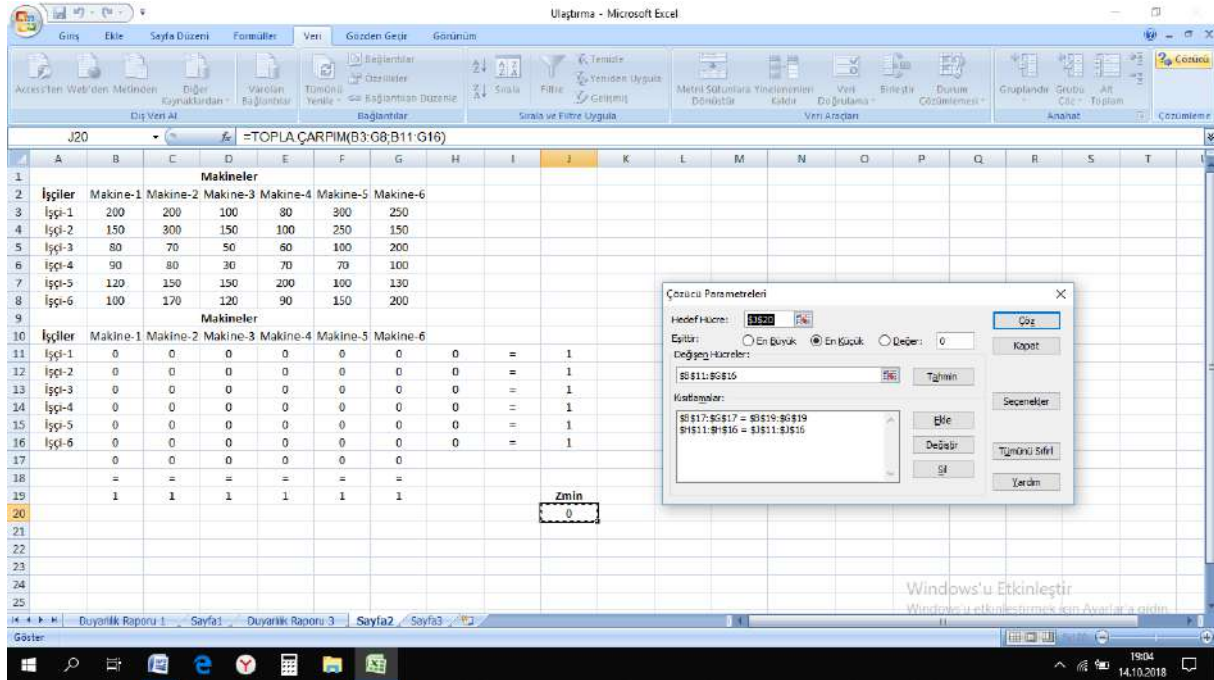 Ulaştırma - Microsoft Excel
Giriş Ekle Sayfa Düzeni Formüller Veri Gözden Geçir Görünüm
Access'ten Web'den Metinden Diğer Kaynaklardan Varolan Bağlantılar
Tümünü Yenile Bağlantılar Özellikler Bağlantıları Düzenle
Sırala Filtre Temizle Yeniden Uygula Gelişmiş
Metni Sütunlara Dönüştür Yinelenenleri Kaldır Veri Doğrulama Birleştir Durum Çözümlemesi
Gruplandır Grubu Çöz Alt Toplam
Çözücü
Dış Veri Al Bağlantılar Sırala ve Filtre Uygula Veri Araçları Anahat Çözümleme
J20 fx =TOPLA.ÇARPIM(B3:G8;B11:G16)
A B C D E F G H I J K L M N O P Q R S T
1 Makineler
2 İşçiler Makine-1 Makine-2 Makine-3 Makine-4 Makine-5 Makine-6
3 İşçi-1 200 200 100 80 300 250
4 İşçi-2 150 300 150 100 250 150
5 İşçi-3 80 70 50 60 100 200
6 İşçi-4 90 80 30 70 70 100
7 İşçi-5 120 150 150 200 100 130
8 İşçi-6 100 170 120 90 150 200
9 Makineler
10 İşçiler Makine-1 Makine-2 Makine-3 Makine-4 Makine-5 Makine-6
11 İşçi-1 0 0 0 0 0 0 0 = 1
12 İşçi-2 0 0 0 0 0 0 0 = 1
13 İşçi-3 0 0 0 0 0 0 0 = 1
14 İşçi-4 0 0 0 0 0 0 0 = 1
15 İşçi-5 0 0 0 0 0 0 0 = 1
16 İşçi-6 0 0 0 0 0 0 0 = 1
17 0 0 0 0 0 0
18 = = = = = =
19 1 1 1 1 1 1 Zmin
20 0
21
22
23
24
25
Çözücü Parametreleri
Hedef Hücre: $J$20 Çöz
Eşittir: En Büyük En Küçük Değer: 0 Kapat
Değişen Hücreler:
$B$11:$G$16 Tahmin
Kısıtlamalar: Seçenekler
$B$17:$G$17 = $B$19:$G$19 Ekle
$H$11:$H$16 = $J$11:$J$16
Değiştir Tümünü Sıfırl
Sil Yardım
Windows'u Etkinleştir
Windows'u etkinleştirmek için Ayarlar'a gidin.
Duyarlılık Raporu 1 Sayfa1 Duyarlılık Raporu 3 Sayfa2 Sayfa3
Göster
19:04
14.10.2018